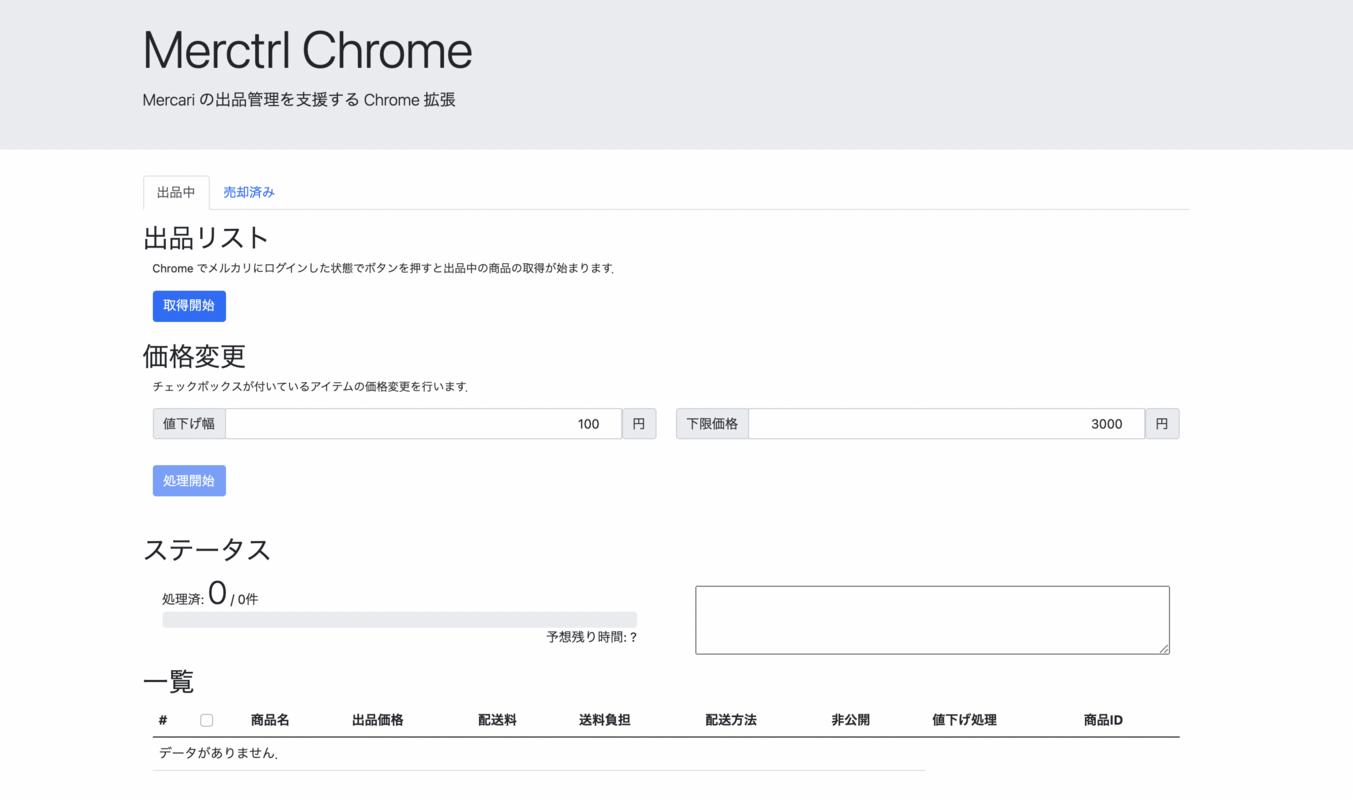 Merctrl Chrome
Mercari の出品管理を支援する Chrome 拡張
出品中 売却済み
出品リスト
Chrome でメルカリにログインした状態でボタンを押すと出品中の商品の取得が始まります.
取得開始
価格変更
チェックボックスが付いているアイテムの価格変更を行います.
値下げ幅 100 円 下限価格 3000 円
処理開始
ステータス
処理済: 0 / 0件
予想残り時間: ?
一覧
# 商品名 出品価格 配送料 送料負担 配送方法 非公開 値下げ処理 商品ID
データがありません.